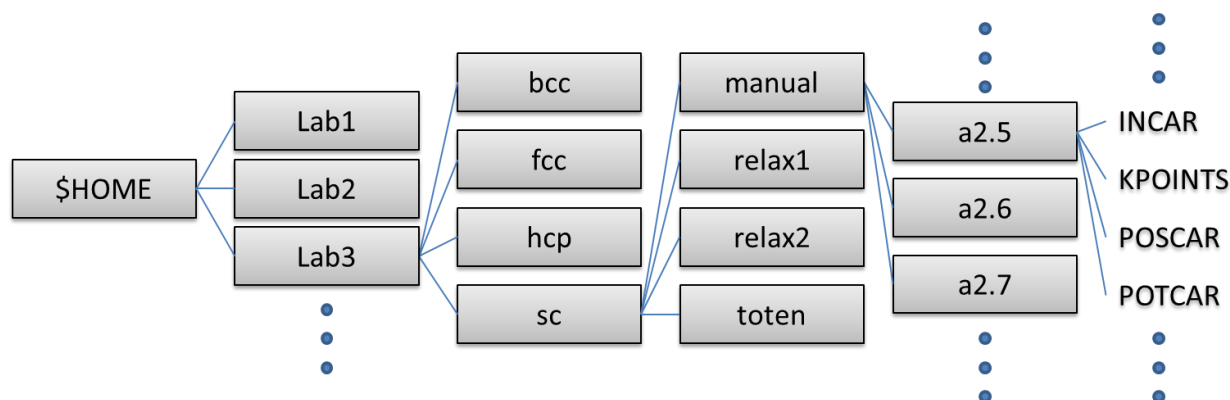 $HOME
Lab1
Lab2
Lab3
bcc
fcc
hcp
sc
manual
relax1
relax2
toten
a2.5
a2.6
a2.7
INCAR
KPOINTS
POSCAR
POTCAR